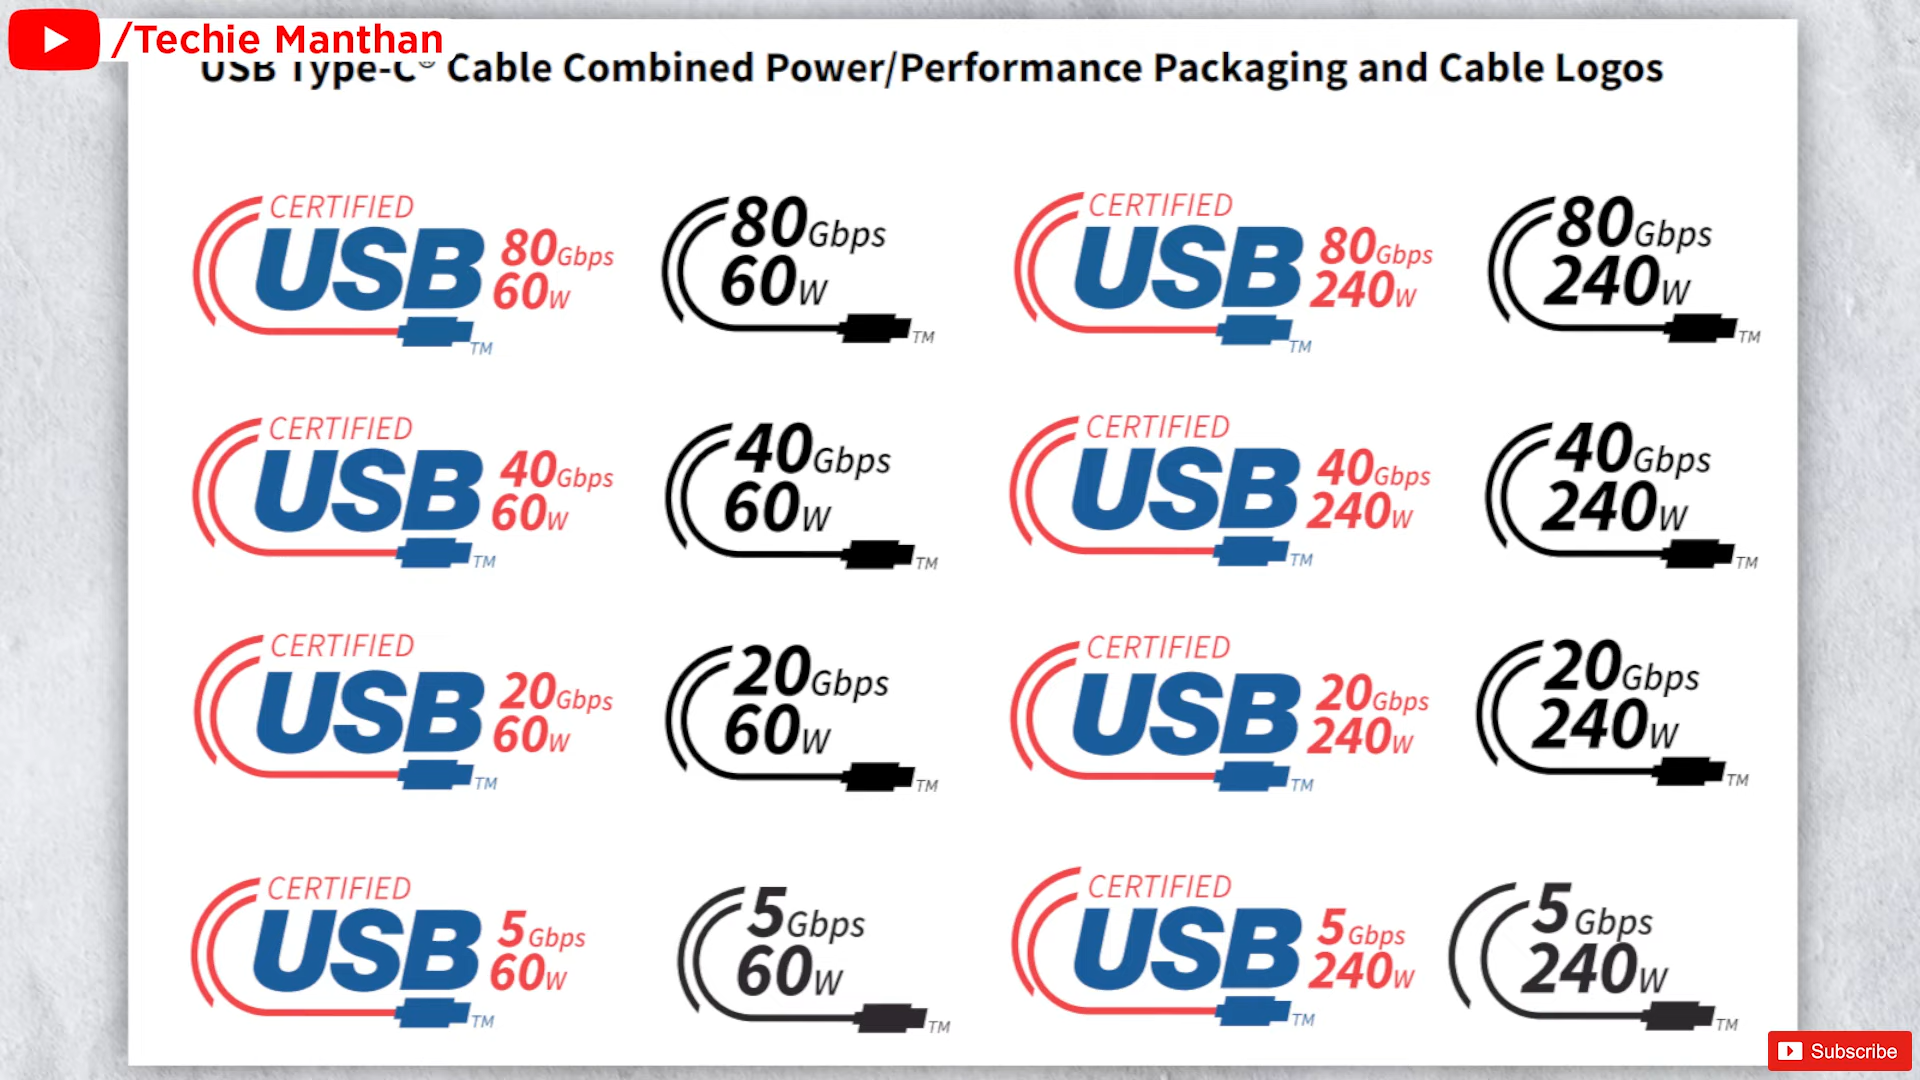 /Techie Manthan
USB Type-C® Cable Combined Power/Performance Packaging and Cable Logos
CERTIFIED
USB 80Gbps
60W
TM
80Gbps
60W
TM
CERTIFIED
USB 80Gbps
240W
TM
80Gbps
240W
TM
CERTIFIED
USB 40Gbps
60W
TM
40Gbps
60W
TM
CERTIFIED
USB 40Gbps
240W
TM
40Gbps
240W
TM
CERTIFIED
USB 20Gbps
60W
TM
20Gbps
60W
TM
CERTIFIED
USB 20Gbps
240W
TM
20Gbps
240W
TM
CERTIFIED
USB 5Gbps
60W
TM
5Gbps
60W
TM
CERTIFIED
USB 5Gbps
240W
TM
5Gbps
240W
TM
Subscribe